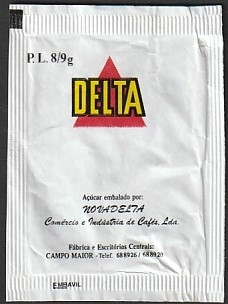 P.L. 8/9g
DELTA
Açúcar embalado por:
NOVADELTA
Comércio e Indústria de Cafés, Lda.
Fábrica e Escritórios Centrais:
CAMPO MAIOR - Telef. 688926 / 688920
EMBAVIL